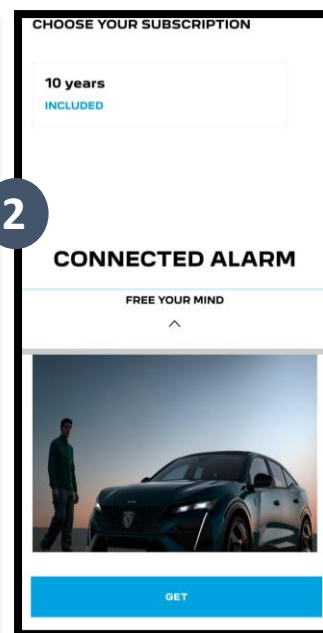 CHOOSE YOUR SUBSCRIPTION
10 years
INCLUDED
2
CONNECTED ALARM
FREE YOUR MIND
GET